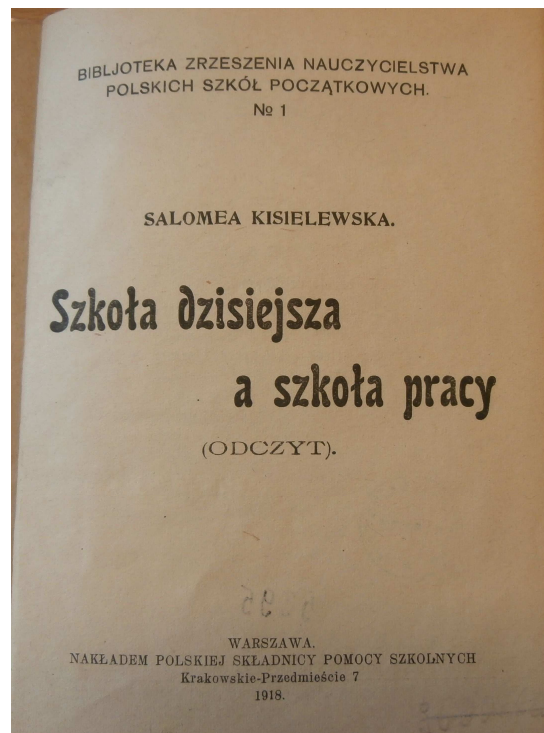 BIBLJOTEKA ZRZESZENIA NAUCZYCIELSTWA
POLSKICH SZKÓŁ POCZĄTKOWYCH.
№ 1
SALOMEA KISIELEWSKA.
Szkoła dzisiejsza
a szkoła pracy
(ODCZYT).
WARSZAWA.
NAKŁADEM POLSKIEJ SKŁADNICY POMOCY SZKOLNYCH
Krakowskie-Przedmieście 7
1918.